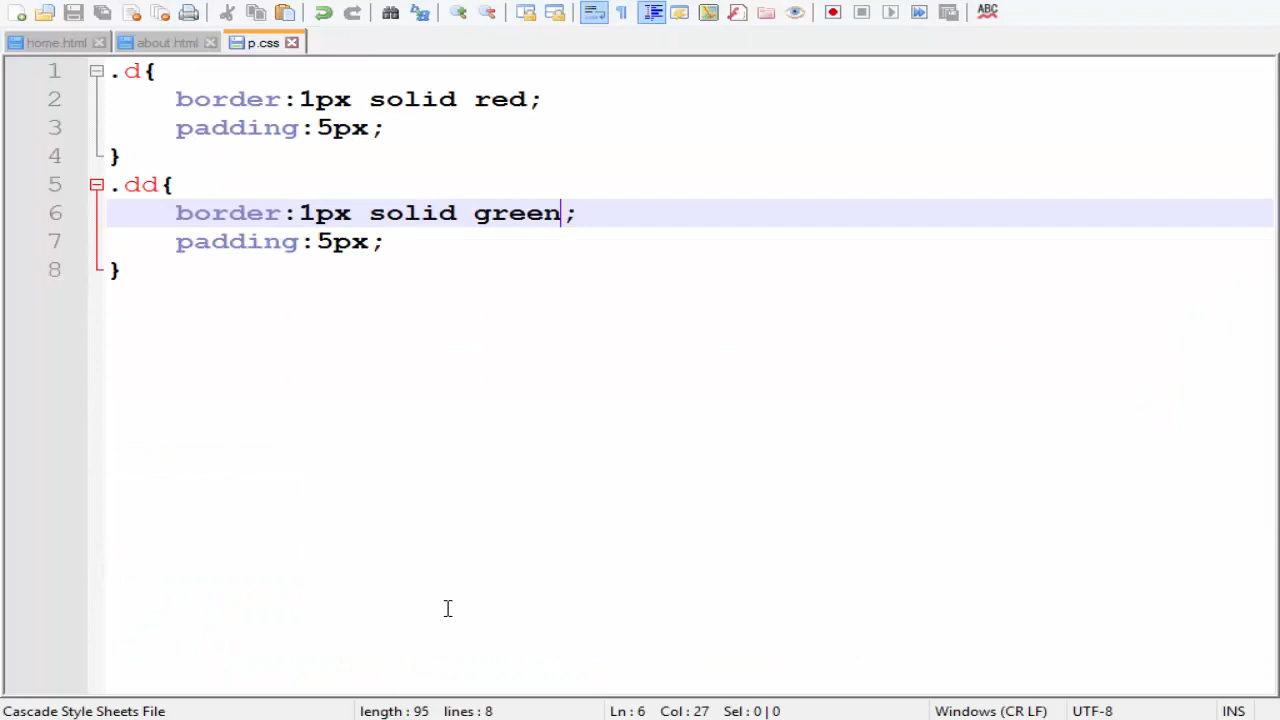 ABC
home.html about.html p.css
1 .d{
2 border:1px solid red;
3 padding:5px;
4 }
5 .dd{
6 border:1px solid green;
7 padding:5px;
8 }
Cascade Style Sheets File length : 95 lines : 8 Ln : 6 Col : 27 Sel : 0 | 0 Windows (CR LF) UTF-8 INS